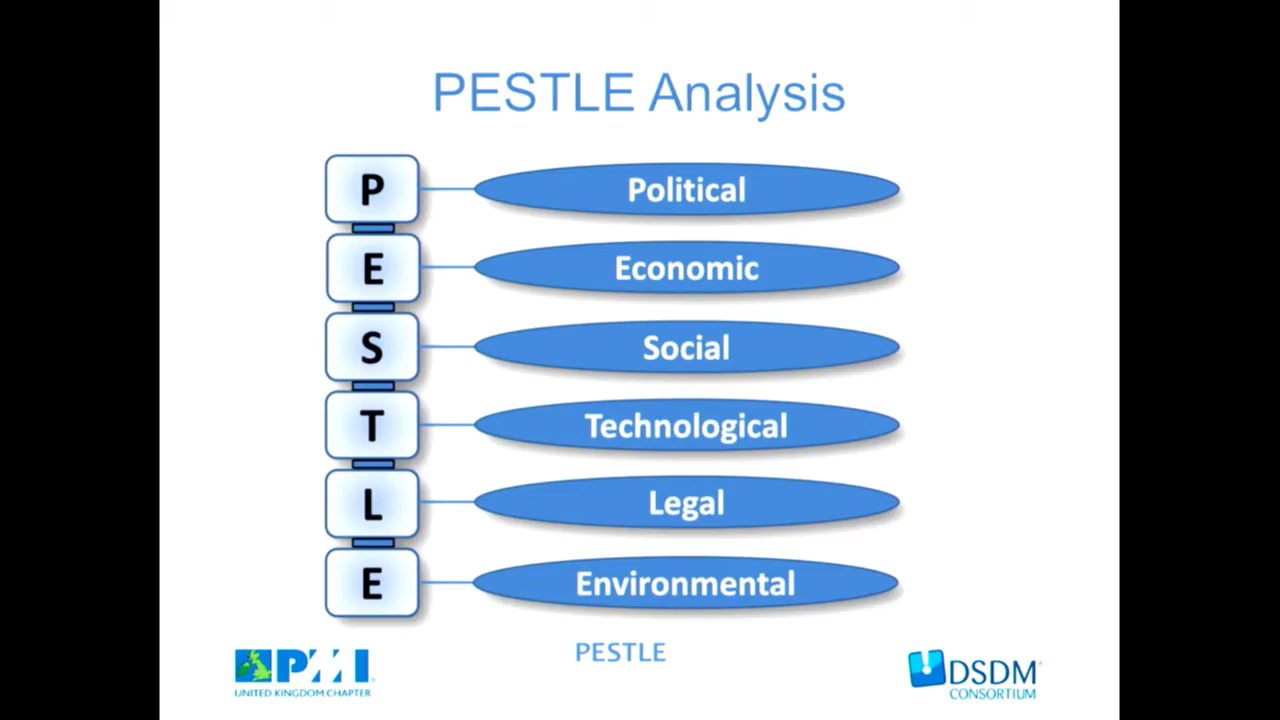 PESTLE Analysis
P
Political
E
Economic
S
Social
T
Technological
L
Legal
E
Environmental
PMI
UNITED KINGDOM CHAPTER
PESTLE
DSDM
CONSORTIUM